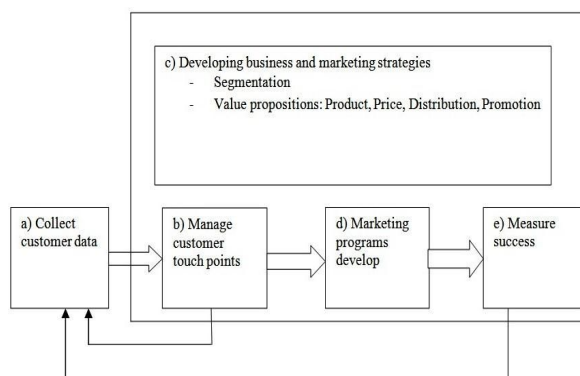 c) Developing business and marketing strategies
- Segmentation
- Value propositions: Product, Price, Distribution, Promotion
a) Collect
customer data
b) Manage
customer
touch points
d) Marketing
programs
develop
e) Measure
success